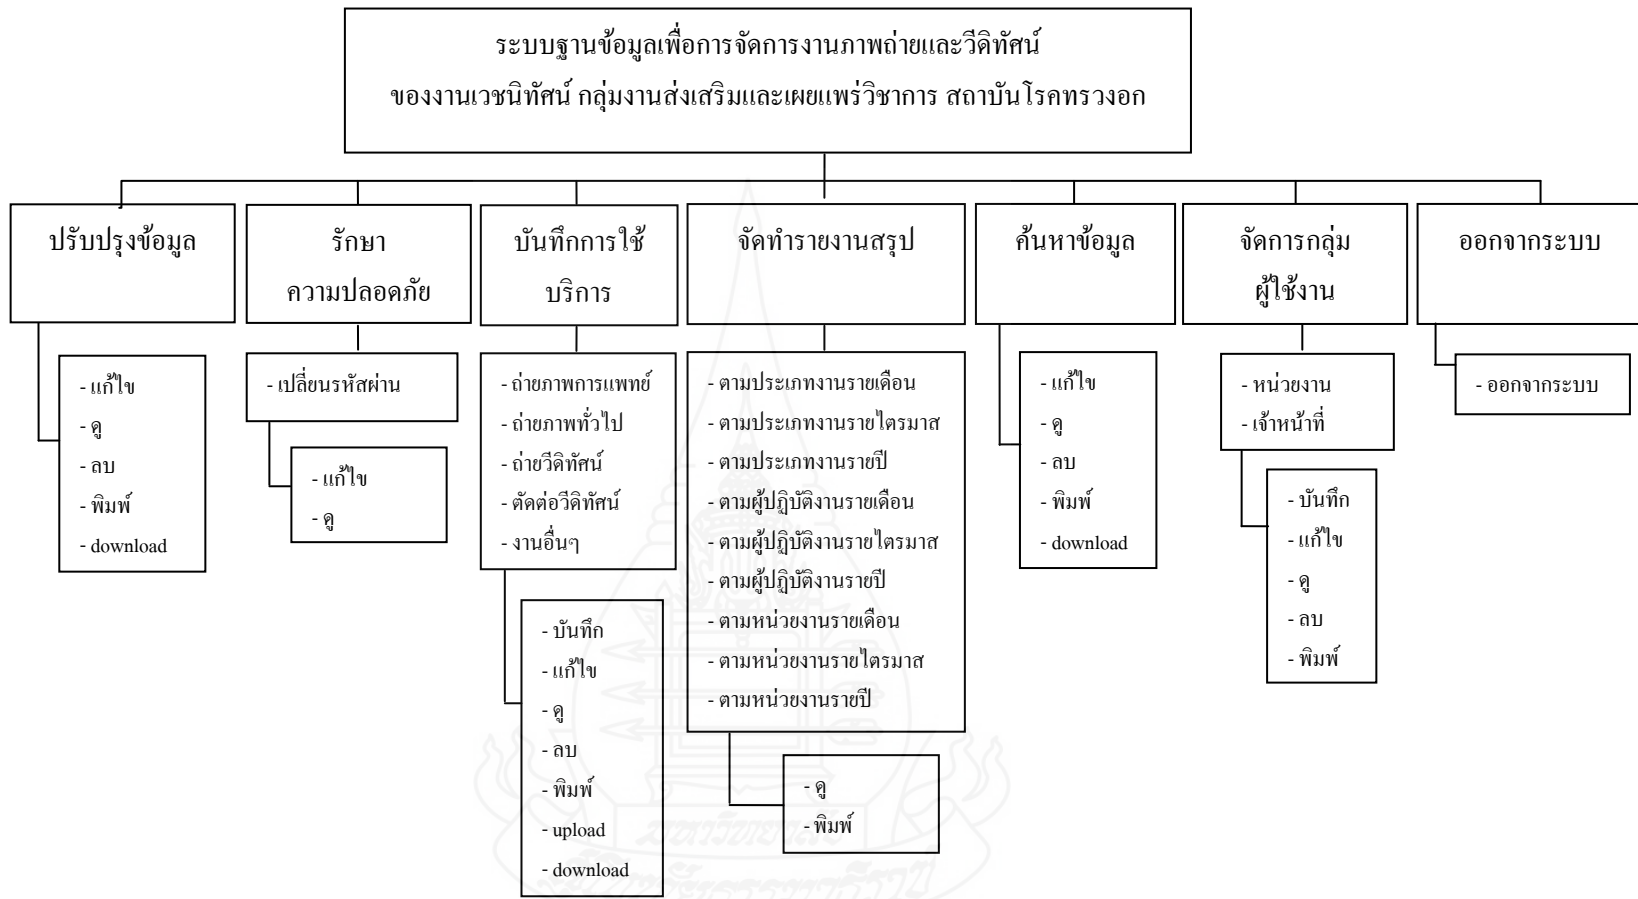 ระบบฐานข้อมูลเพื่อการจัดการงานภาพถ่ายและวีดิทัศน์
ของงานเวชนิทัศน์ กลุ่มงานส่งเสริมและเผยแพร่วิชาการ สถาบันโรคทรวงอก
ปรับปรุงข้อมูล
- แก้ไข
- ดู
- ลบ
- พิมพ์
- download
รักษา
ความปลอดภัย
- เปลี่ยนรหัสผ่าน
- แก้ไข
- ดู
บันทึกการใช้
บริการ
- ถ่ายภาพการแพทย์
- ถ่ายภาพทั่วไป
- ถ่ายวีดิทัศน์
- ตัดต่อวีดิทัศน์
- งานอื่นๆ
- บันทึก
- แก้ไข
- ดู
- ลบ
- พิมพ์
- upload
- download
จัดทำรายงานสรุป
- ตามประเภทงานรายเดือน
- ตามประเภทงานรายไตรมาส
- ตามประเภทงานรายปี
- ตามผู้ปฏิบัติงานรายเดือน
- ตามผู้ปฏิบัติงานรายไตรมาส
- ตามผู้ปฏิบัติงานรายปี
- ตามหน่วยงานรายเดือน
- ตามหน่วยงานรายไตรมาส
- ตามหน่วยงานรายปี
- ดู
- พิมพ์
ค้นหาข้อมูล
- แก้ไข
- ดู
- ลบ
- พิมพ์
- download
จัดการกลุ่ม
ผู้ใช้งาน
- หน่วยงาน
- เจ้าหน้าที่
- บันทึก
- แก้ไข
- ดู
- ลบ
- พิมพ์
ออกจากระบบ
- ออกจากระบบ